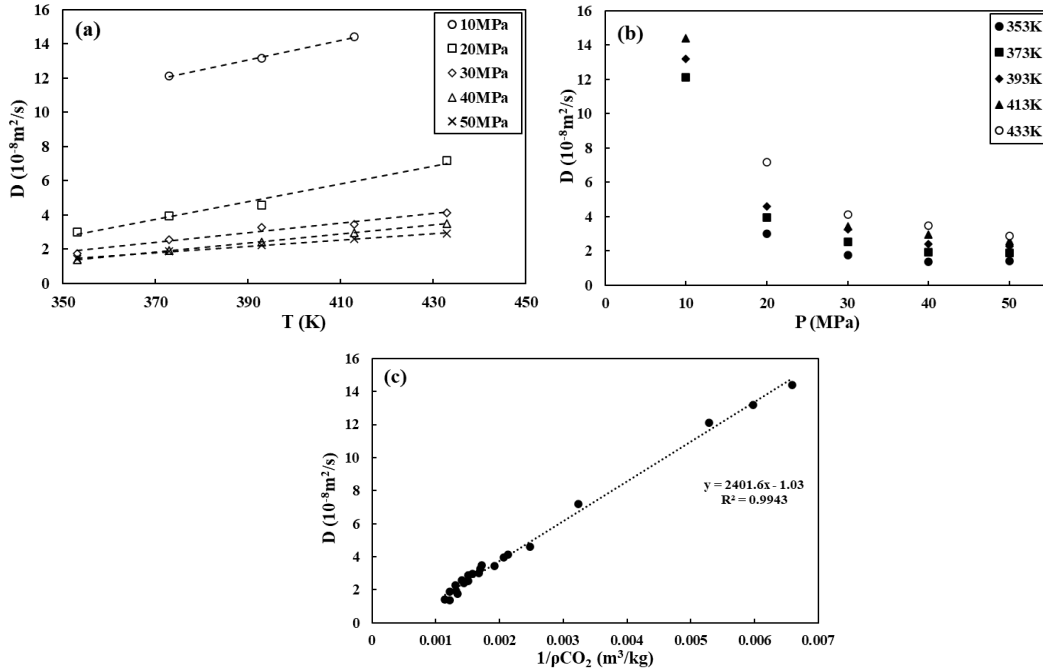 (a)
10MPa
20MPa
30MPa
40MPa
50MPa
D (10⁻⁸m²/s)
16
14
12
10
8
6
4
2
0
350
370
390
410
430
450
T (K)
(b)
353K
373K
393K
413K
433K
D (10⁻⁸m²/s)
16
14
12
10
8
6
4
2
0
0
10
20
30
40
50
P (MPa)
(c)
D (10⁻⁸m²/s)
16
14
12
10
8
6
4
2
0
y = 2401.6x - 1.03
R² = 0.9943
0
0.001
0.002
0.003
0.004
0.005
0.006
0.007
1/ρCO₂ (m³/kg)